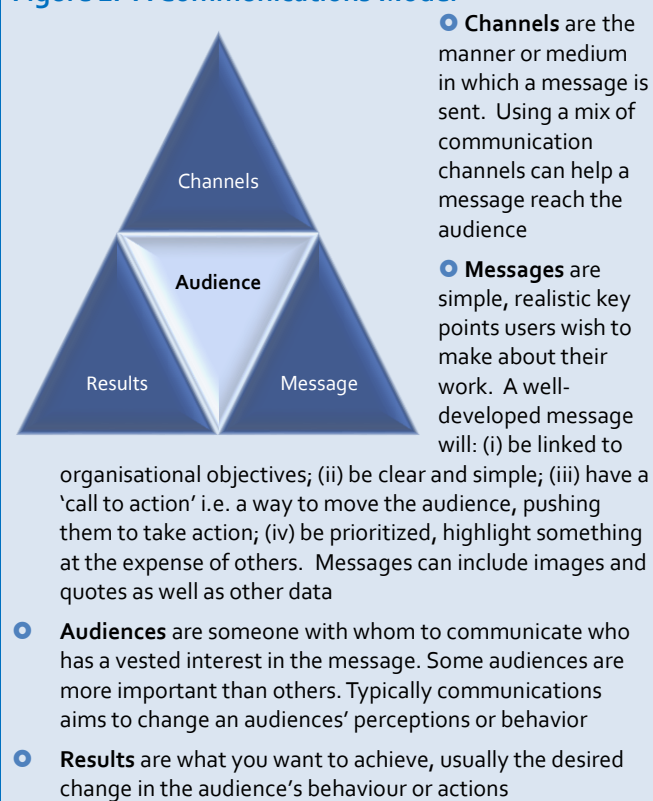 Channels
Audience
Results
Message
Channels are the
manner or medium
in which a message is
sent. Using a mix of
communication
channels can help a
message reach the
audience
Messages are
simple, realistic key
points users wish to
make about their
work. A well-
developed message
will: (i) be linked to
organisational objectives; (ii) be clear and simple; (iii) have a
‘call to action’ i.e. a way to move the audience, pushing
them to take action; (iv) be prioritized, highlight something
at the expense of others. Messages can include images and
quotes as well as other data
Audiences are someone with whom to communicate who
has a vested interest in the message. Some audiences are
more important than others. Typically communications
aims to change an audiences’ perceptions or behavior
Results are what you want to achieve, usually the desired
change in the audience’s behaviour or actions